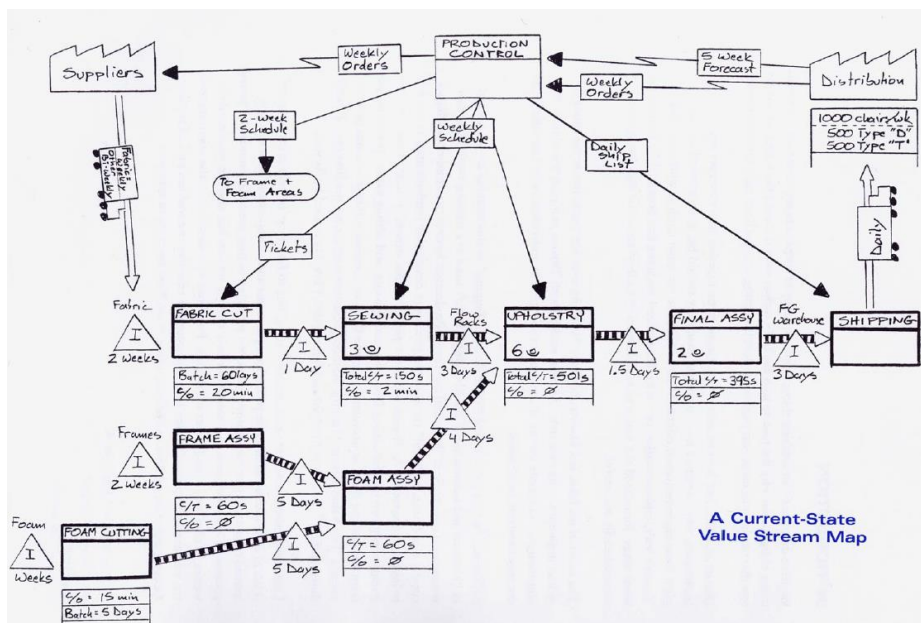 Suppliers
Weekly
Orders
PRODUCTION
CONTROL
5 Week
Forecast
Weekly
Orders
Distribution
1000 chairs/wk
500 Type "D"
500 Type "T"
2-Week
Schedule
Weekly
Schedule
Daily
Ship
List
To Frame +
Foam Areas
Fabric =
Bi-weekly
Daily
Tickets
Fabric
I
2 weeks
FABRIC CUT
Batch = 60lays
C/O = 20min
I
1 Day
SEWING
3
Total C/T = 150s
C/O = 2 min
Flow
Racks
I
3 Days
UPHOLSTRY
6
Total C/T = 501s
C/O = Ø
I
1.5 Days
FINAL ASSY
2
Total C/T = 395s
C/O = Ø
FG
Warehouse
I
3 Days
SHIPPING
Frames
I
2 Weeks
FRAME ASSY
C/T = 60s
C/O = Ø
I
5 Days
FOAM ASSY
C/T = 60s
C/O = Ø
I
4 Days
Foam
I
Weeks
FOAM CUTTING
C/O = 15 min
Batch = 5 Days
I
5 Days
A Current-State
Value Stream Map